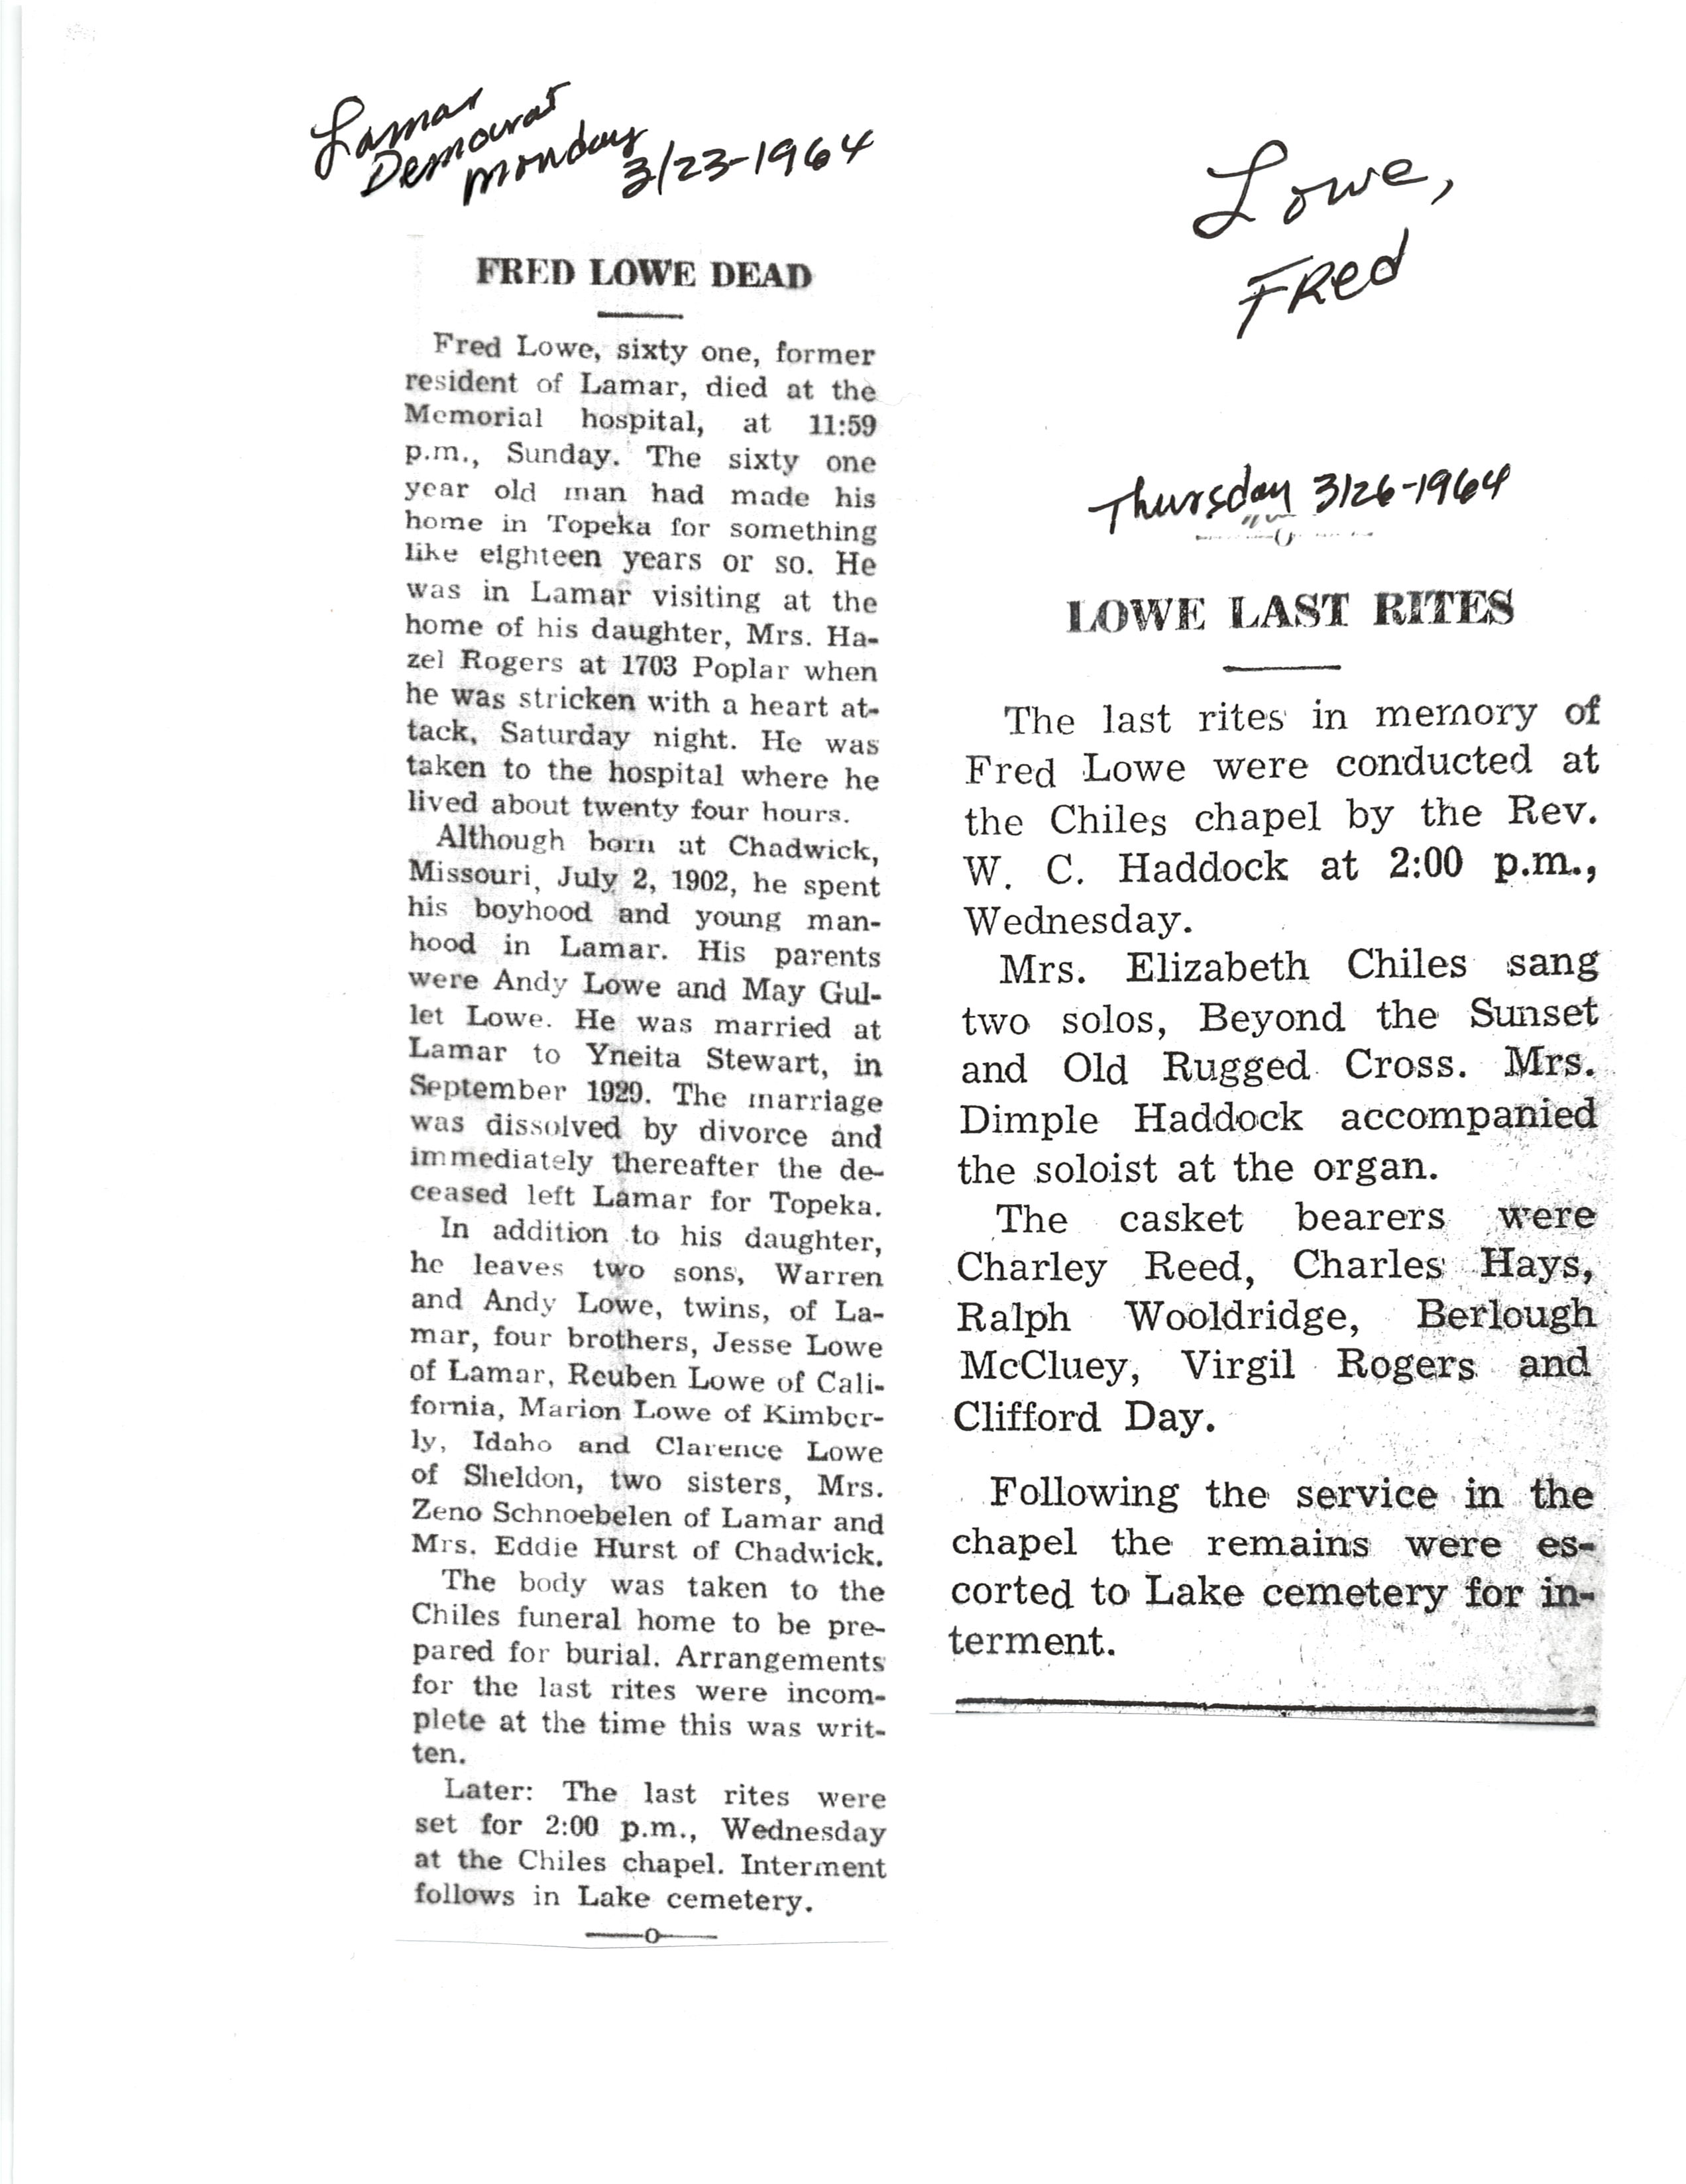 Lamar
Democrat
Monday
3/23-1964
FRED LOWE DEAD
Fred Lowe, sixty one, former
resident of Lamar, died at the
Memorial hospital, at 11:59
p.m., Sunday. The sixty one
year old man had made his
home in Topeka for something
like eighteen years or so. He
was in Lamar visiting at the
home of his daughter, Mrs. Ha-
zel Rogers at 1703 Poplar when
he was stricken with a heart at-
tack, Saturday night. He was
taken to the hospital where he
lived about twenty four hours.
Although born at Chadwick,
Missouri, July 2, 1902, he spent
his boyhood and young man-
hood in Lamar. His parents
were Andy Lowe and May Gul-
let Lowe. He was married at
Lamar to Yneita Stewart, in
September 1929. The marriage
was dissolved by divorce and
immediately thereafter the de-
ceased left Lamar for Topeka.
In addition to his daughter,
he leaves two sons, Warren
and Andy Lowe, twins, of La-
mar, four brothers, Jesse Lowe
of Lamar, Reuben Lowe of Cali-
fornia, Marion Lowe of Kimber-
ly, Idaho and Clarence Lowe
of Sheldon, two sisters, Mrs.
Zeno Schnoebelen of Lamar and
Mrs. Eddie Hurst of Chadwick.
The body was taken to the
Chiles funeral home to be pre-
pared for burial. Arrangements
for the last rites were incom-
plete at the time this was writ-
ten.
Later: The last rites were
set for 2:00 p.m., Wednesday
at the Chiles chapel. Interment
follows in Lake cemetery.
Lowe,
FRed
Thursday 3/26-1964
LOWE LAST RITES
The last rites in memory of
Fred Lowe were conducted at
the Chiles chapel by the Rev.
W. C. Haddock at 2:00 p.m.,
Wednesday.
Mrs. Elizabeth Chiles sang
two solos, Beyond the Sunset
and Old Rugged Cross. Mrs.
Dimple Haddock accompanied
the soloist at the organ.
The casket bearers were
Charley Reed, Charles Hays,
Ralph Wooldridge, Berlough
McCluey, Virgil Rogers and
Clifford Day.
Following the service in the
chapel the remains were es-
corted to Lake cemetery for in-
terment.